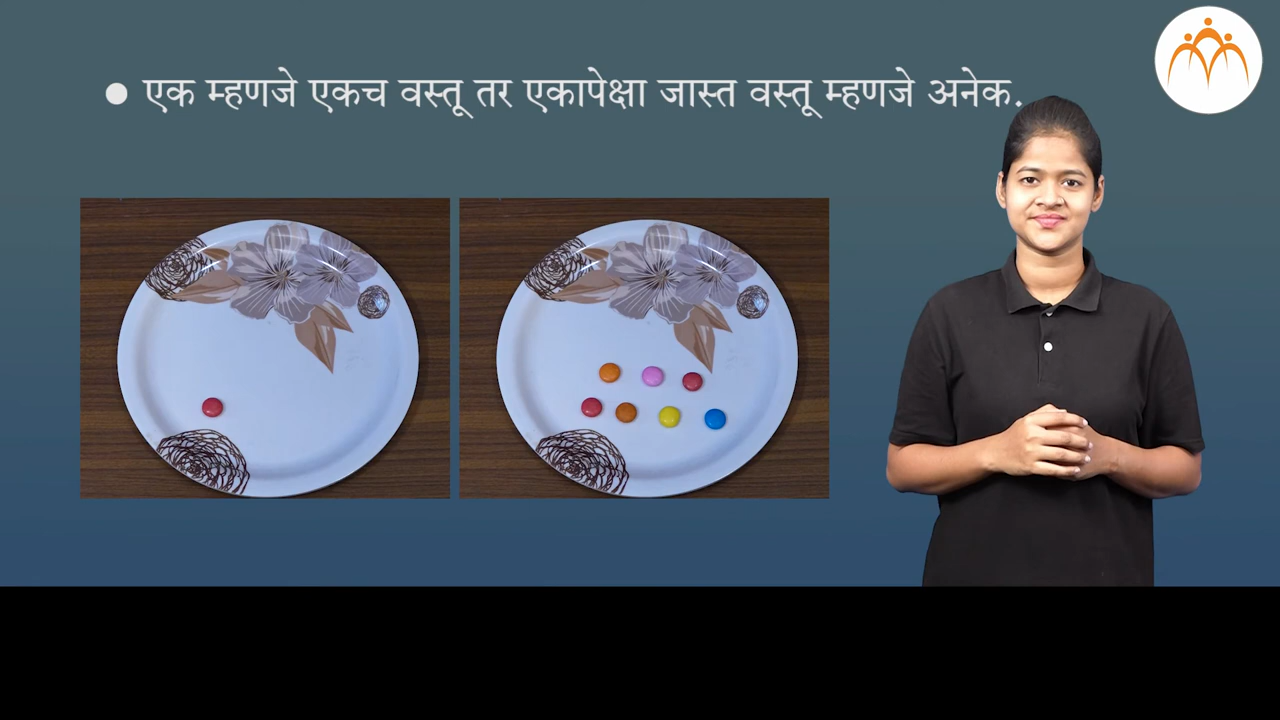 • एक म्हणजे एकच वस्तू तर एकापेक्षा जास्त वस्तू म्हणजे अनेक.